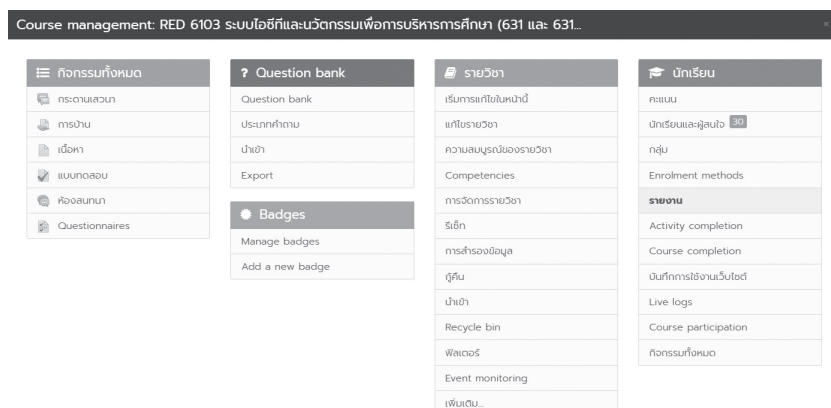 Course management: RED 6103 ระบบไอซีทีและนวัตกรรมเพื่อการบริหารการศึกษา (631 และ 631...
กิจกรรมทั้งหมด
กระดานเสวนา
การบ้าน
เนื้อหา
แบบทดสอบ
ห้องสนทนา
Questionnaires
? Question bank
Question bank
ประเภทคำถาม
นำเข้า
Export
Badges
Manage badges
Add a new badge
รายวิชา
เริ่มการแก้ไขในหน้านี้
แก้ไขรายวิชา
ความสมบูรณ์ของรายวิชา
Competencies
การจัดการรายวิชา
รีเซ็ท
การสำรองข้อมูล
กู้คืน
นำเข้า
Recycle bin
ฟิลเตอร์
Event monitoring
เพิ่มเติม...
นักเรียน
คะแนน
นักเรียนและผู้สนใจ 30
กลุ่ม
Enrolment methods
รายงาน
Activity completion
Course completion
บันทึกการใช้งานเว็บไซต์
Live logs
Course participation
กิจกรรมทั้งหมด